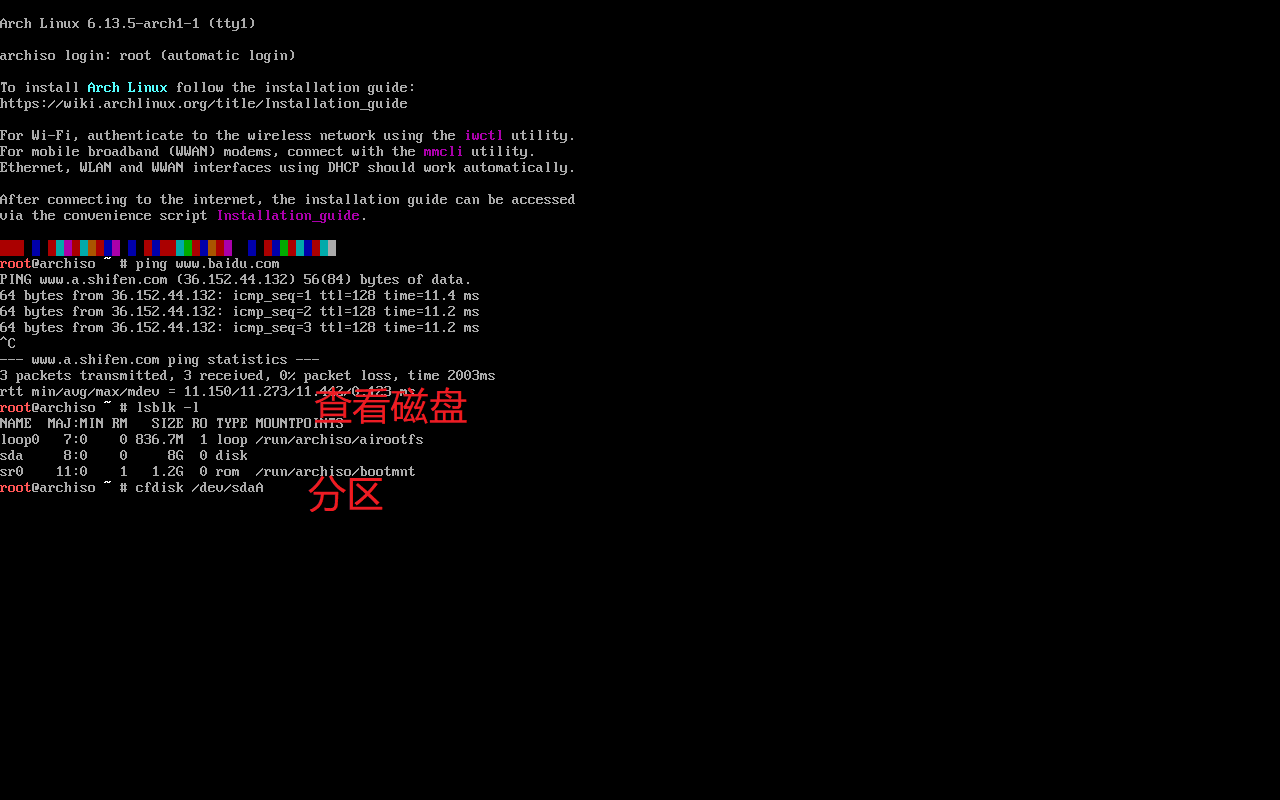 Arch Linux 6.13.5-arch1-1 (tty1)
archiso login: root (automatic login)
To install Arch Linux follow the installation guide:
https://wiki.archlinux.org/title/Installation_guide
For Wi-Fi, authenticate to the wireless network using the iwctl utility.
For mobile broadband (WWAN) modems, connect with the mmcli utility.
Ethernet, WLAN and WWAN interfaces using DHCP should work automatically.
After connecting to the internet, the installation guide can be accessed
via the convenience script Installation_guide.
root@archiso ~ # ping www.baidu.com
PING www.a.shifen.com (36.152.44.132) 56(84) bytes of data.
64 bytes from 36.152.44.132: icmp_seq=1 ttl=128 time=11.4 ms
64 bytes from 36.152.44.132: icmp_seq=2 ttl=128 time=11.2 ms
64 bytes from 36.152.44.132: icmp_seq=3 ttl=128 time=11.2 ms
^C
--- www.a.shifen.com ping statistics ---
3 packets transmitted, 3 received, 0% packet loss, time 2003ms
rtt min/avg/max/mdev = 11.150/11.273/11.443/0.123 ms
root@archiso ~ # lsblk -l 查看磁盘
NAME MAJ:MIN RM SIZE RO TYPE MOUNTPOINTS
loop0 7:0 0 836.7M 1 loop /run/archiso/airootfs
sda 8:0 0 8G 0 disk
sr0 11:0 1 1.2G 0 rom /run/archiso/bootmnt
root@archiso ~ # cfdisk /dev/sdaA 分区